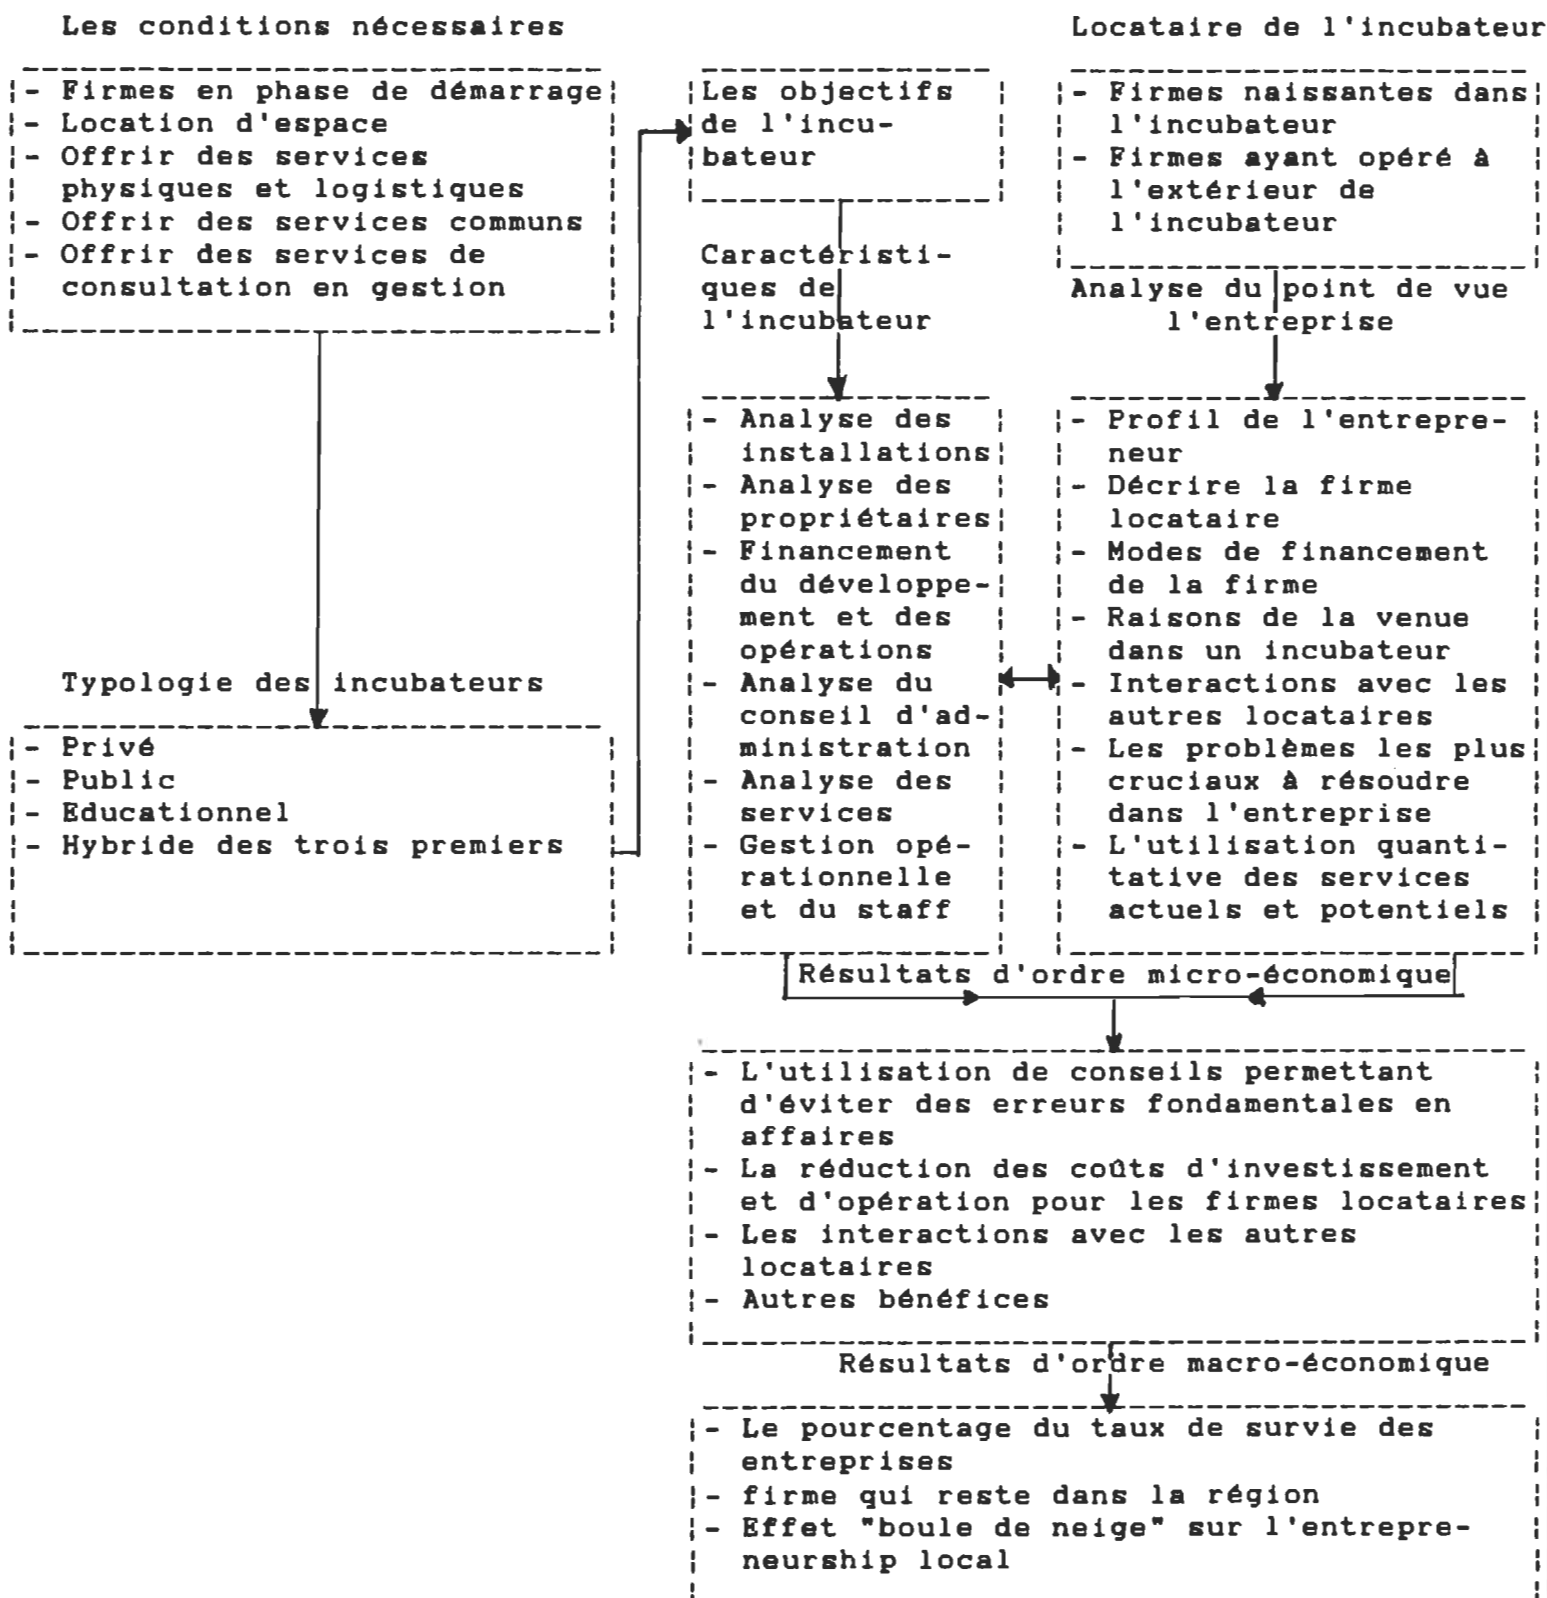 Les conditions nécessaires
- Firmes en phase de démarrage
- Location d'espace
- Offrir des services
physiques et logistiques
- Offrir des services communs
- Offrir des services de
consultation en gestion
Typologie des incubateurs
- Privé
- Public
- Educationnel
- Hybride des trois premiers
Les objectifs
de l'incu-
bateur
Caractéristi-
ques de
l'incubateur
- Analyse des
installations
- Analyse des
propriétaires
- Financement
du développe-
ment et des
opérations
- Analyse du
conseil d'ad-
ministration
- Analyse des
services
- Gestion opé-
rationnelle
et du staff
Locataire de l'incubateur
- Firmes naissantes dans
l'incubateur
- Firmes ayant opéré à
l'extérieur de
l'incubateur
Analyse du point de vue
l'entreprise
- Profil de l'entrepre-
neur
- Décrire la firme
locataire
- Modes de financement
de la firme
- Raisons de la venue
dans un incubateur
- Interactions avec les
autres locataires
- Les problèmes les plus
cruciaux à résoudre
dans l'entreprise
- L'utilisation quanti-
tative des services
actuels et potentiels
Résultats d'ordre micro-économique
- L'utilisation de conseils permettant
d'éviter des erreurs fondamentales en
affaires
- La réduction des coûts d'investissement
et d'opération pour les firmes locataires
- Les interactions avec les autres
locataires
- Autres bénéfices
Résultats d'ordre macro-économique
- Le pourcentage du taux de survie des
entreprises
- firme qui reste dans la région
- Effet "boule de neige" sur l'entrepre-
neurship local